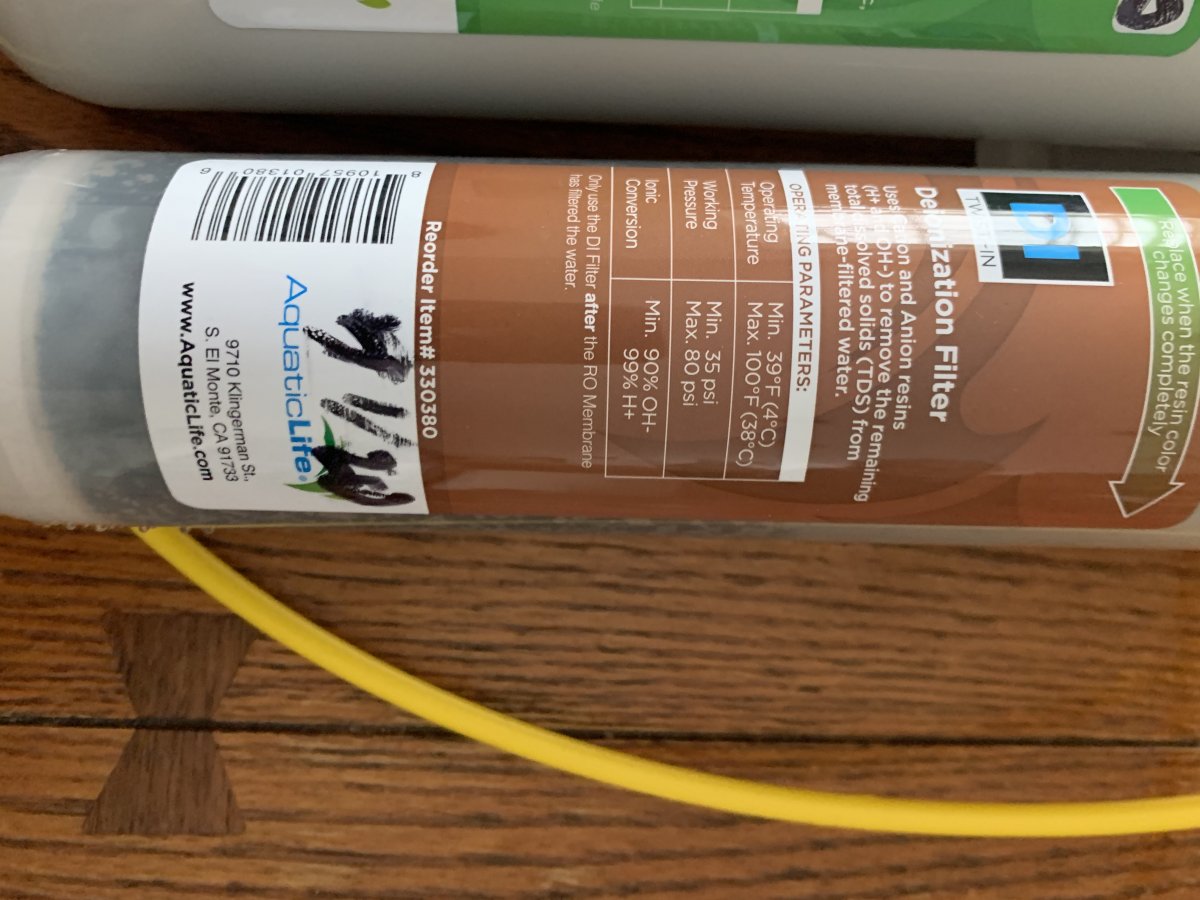 Replace when the resin color
changes completely
DI
TWIST-IN
Deionization Filter
Uses Cation and Anion resins
(H+ and OH-) to remove the remaining
total dissolved solids (TDS) from
membrane-filtered water.
OPERATING PARAMETERS:
Operating Temperature Min. 39°F (4°C)
Max. 100°F (38°C)
Working Pressure Min. 35 psi
Max. 80 psi
Ionic Conversion Min. 90% OH-
99% H+
Only use the DI Filter after the RO Membrane
has filtered the water.
Reorder Item# 330380
AquaticLife®
9710 Klingerman St.,
S. El Monte, CA 91733
www.AquaticLife.com
8 10957 01380 6